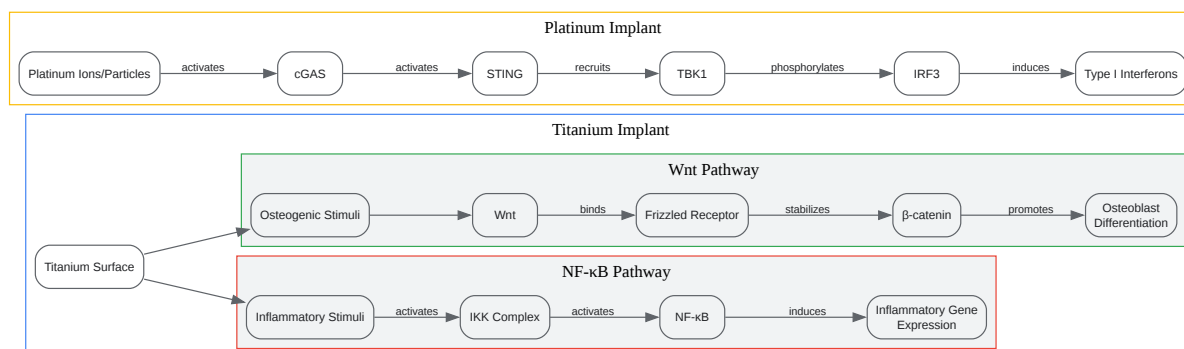 Platinum Implant
Platinum Ions/Particles
activates
cGAS
activates
STING
recruits
TBK1
phosphorylates
IRF3
induces
Type I Interferons
Titanium Implant
Titanium Surface
Wnt Pathway
Osteogenic Stimuli
Wnt
binds
Frizzled Receptor
stabilizes
β-catenin
promotes
Osteoblast
Differentiation
NF-κB Pathway
Inflammatory Stimuli
activates
IKK Complex
activates
NF-κB
induces
Inflammatory Gene
Expression